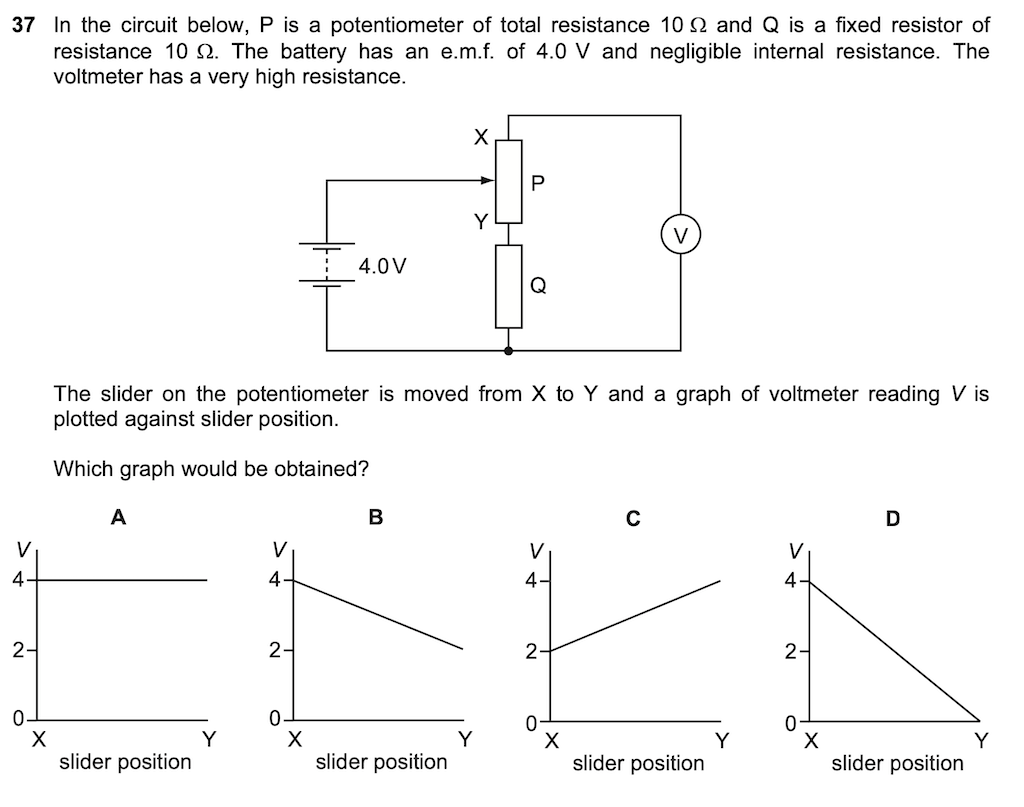 37 In the circuit below, P is a potentiometer of total resistance 10 Ω and Q is a fixed resistor of
resistance 10 Ω. The battery has an e.m.f. of 4.0 V and negligible internal resistance. The
voltmeter has a very high resistance.
X
P
Y
V
4.0 V
Q
The slider on the potentiometer is moved from X to Y and a graph of voltmeter reading V is
plotted against slider position.
Which graph would be obtained?
A
V
4
2
0
X Y
slider position
B
V
4
2
0
X Y
slider position
C
V
4
2
0
X Y
slider position
D
V
4
2
0
X Y
slider position